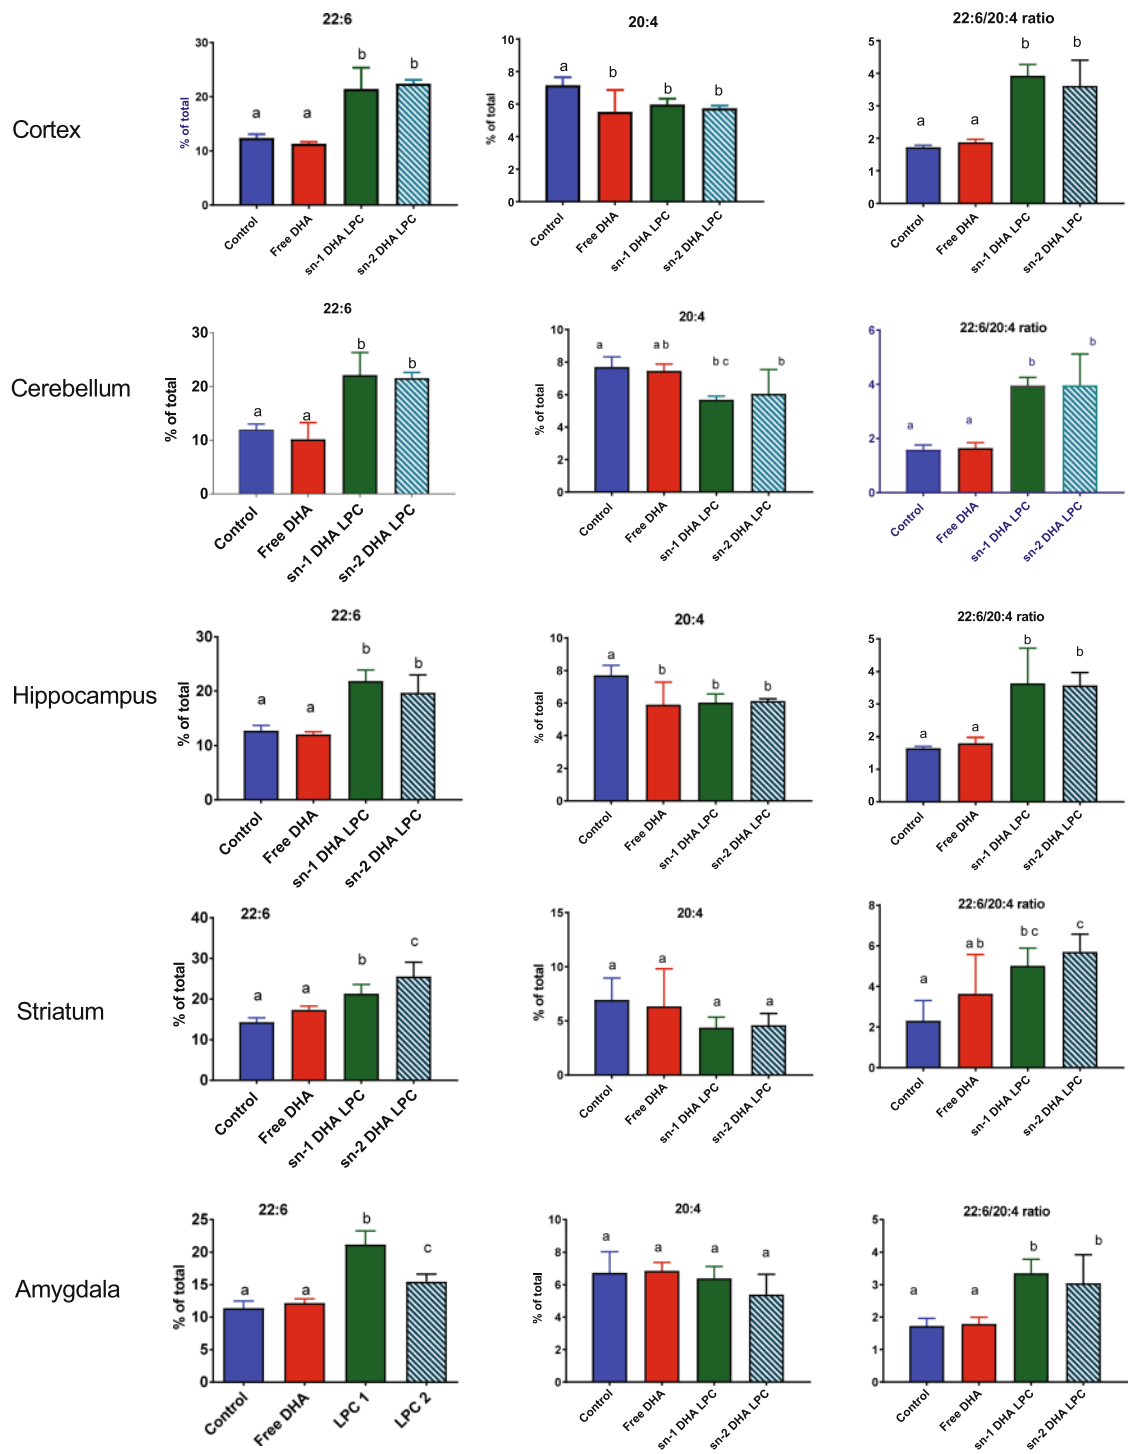 22:6
20:4
22:6/20:4 ratio
Cortex
% of total
30
20
10
0
a
a
b
b
Control
Free DHA
sn-1 DHA LPC
sn-2 DHA LPC
% of total
10
8
6
4
2
0
a
b
b
b
Control
Free DHA
sn-1 DHA LPC
sn-2 DHA LPC
5
4
3
2
1
0
a
a
b
b
Control
Free DHA
sn-1 DHA LPC
sn-2 DHA LPC
Cerebellum
22:6
% of total
30
20
10
0
a
a
b
b
Control
Free DHA
sn-1 DHA LPC
sn-2 DHA LPC
20:4
% of total
10
8
6
4
2
0
a
a b
b c
b
Control
Free DHA
sn-1 DHA LPC
sn-2 DHA LPC
22:6/20:4 ratio
6
4
2
0
a
a
b
b
Control
Free DHA
sn-1 DHA LPC
sn-2 DHA LPC
Hippocampus
22:6
% of total
30
20
10
0
a
a
b
b
Control
Free DHA
sn-1 DHA LPC
sn-2 DHA LPC
20:4
% of total
10
8
6
4
2
0
a
b
b
b
Control
Free DHA
sn-1 DHA LPC
sn-2 DHA LPC
22:6/20:4 ratio
5
4
3
2
1
0
a
a
b
b
Control
Free DHA
sn-1 DHA LPC
sn-2 DHA LPC
Striatum
22:6
% of total
40
30
20
10
0
a
a
b
c
Control
Free DHA
sn-1 DHA LPC
sn-2 DHA LPC
20:4
% of total
15
10
5
0
a
a
a
a
Control
Free DHA
sn-1 DHA LPC
sn-2 DHA LPC
22:6/20:4 ratio
8
6
4
2
0
a
a b
b c
c
Control
Free DHA
sn-1 DHA LPC
sn-2 DHA LPC
Amygdala
22:6
% of total
25
20
15
10
5
0
a
a
b
c
Control
Free DHA
LPC 1
LPC 2
20:4
% of total
10
8
6
4
2
0
a
a
a
a
Control
Free DHA
sn-1 DHA LPC
sn-2 DHA LPC
22:6/20:4 ratio
5
4
3
2
1
0
a
a
b
b
Control
Free DHA
sn-1 DHA LPC
sn-2 DHA LPC